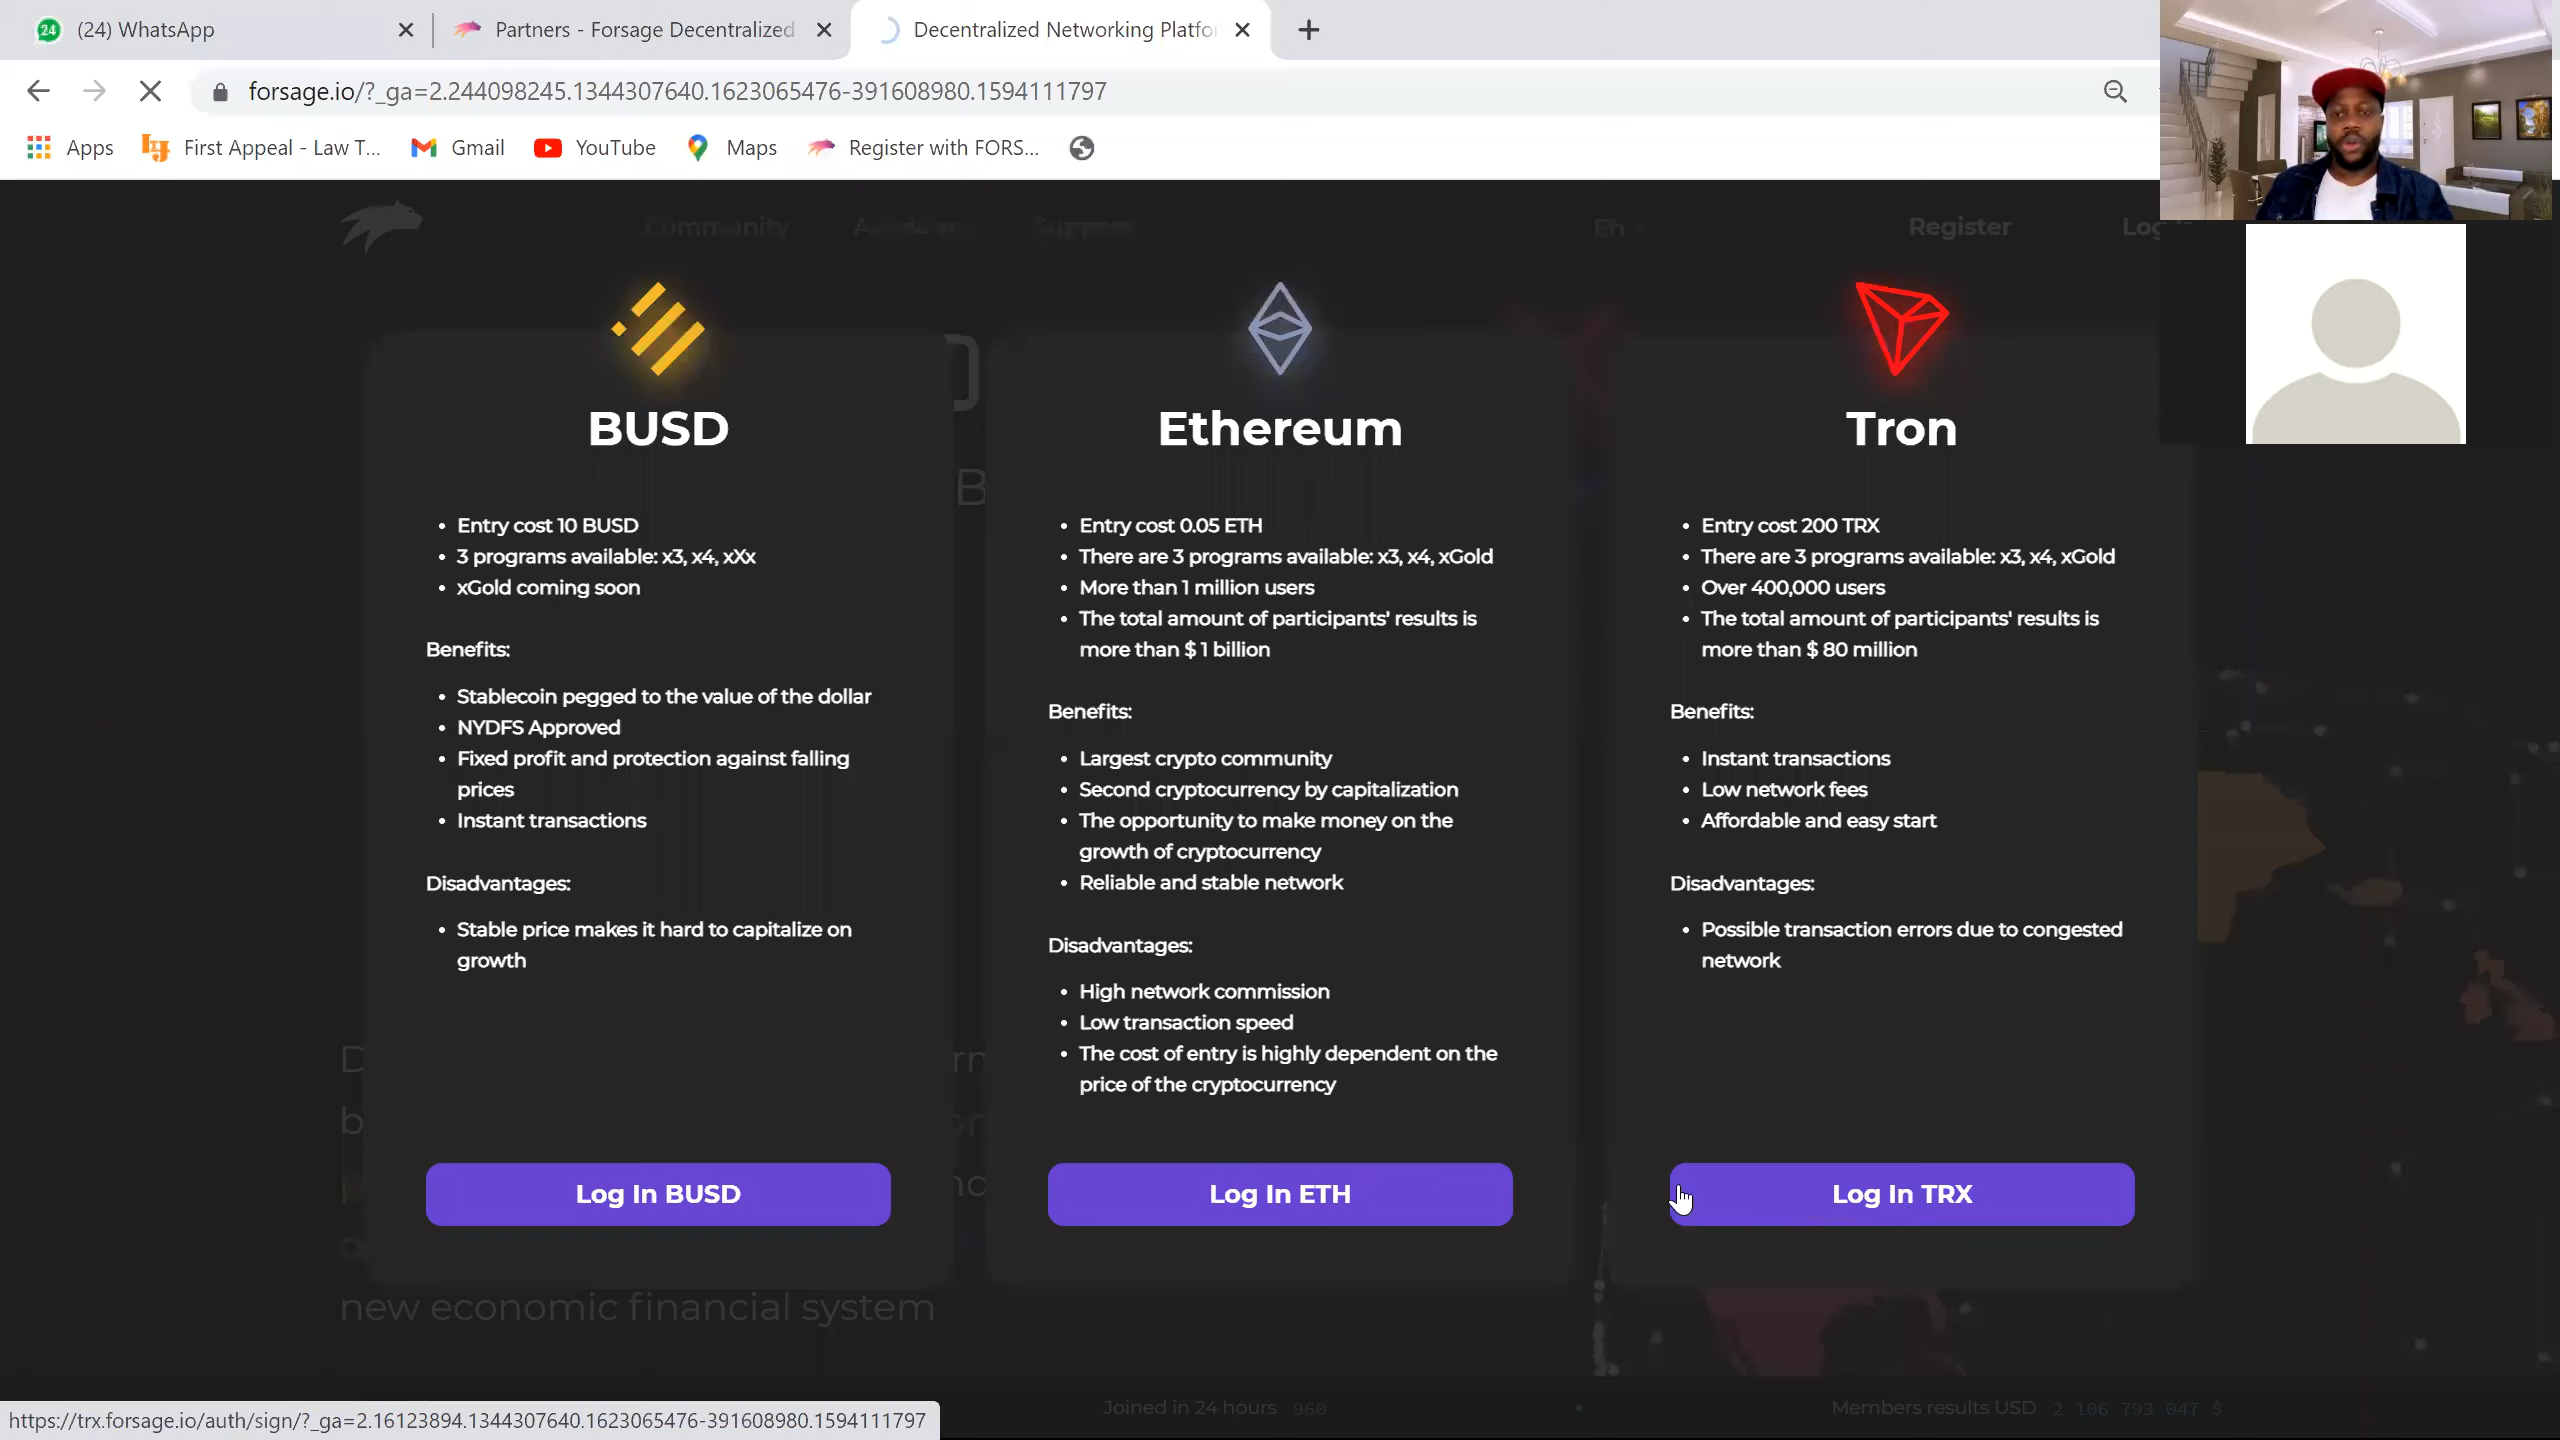 24
(24) WhatsApp
Partners - Forsage Decentralized
Decentralized Networking Platfo
forsage.io/?_ga=2.244098245.1344307640.1623065476-391608980.1594111797
Apps
First Appeal - Law T...
Gmail
YouTube
Maps
Register with FORS...
Community
Support
En
Register
Log
BUSD
Entry cost 10 BUSD
3 programs available: x3, x4, xXx
xGold coming soon
Benefits:
Stablecoin pegged to the value of the dollar
NYDFS Approved
Fixed profit and protection against falling
prices
Instant transactions
Disadvantages:
Stable price makes it hard to capitalize on
growth
Log In BUSD
Ethereum
Entry cost 0.05 ETH
There are 3 programs available: x3, x4, xGold
More than 1 million users
The total amount of participants' results is
more than $ 1 billion
Benefits:
Largest crypto community
Second cryptocurrency by capitalization
The opportunity to make money on the
growth of cryptocurrency
Reliable and stable network
Disadvantages:
High network commission
Low transaction speed
The cost of entry is highly dependent on the
price of the cryptocurrency
Log In ETH
Tron
Entry cost 200 TRX
There are 3 programs available: x3, x4, xGold
Over 400,000 users
The total amount of participants' results is
more than $ 80 million
Benefits:
Instant transactions
Low network fees
Affordable and easy start
Disadvantages:
Possible transaction errors due to congested
network
Log In TRX
new economic financial system
Joined in 24 hours 960
Members results USD 2 106 793 047 $
https://trx.forsage.io/auth/sign/?_ga=2.16123894.1344307640.1623065476-391608980.1594111797